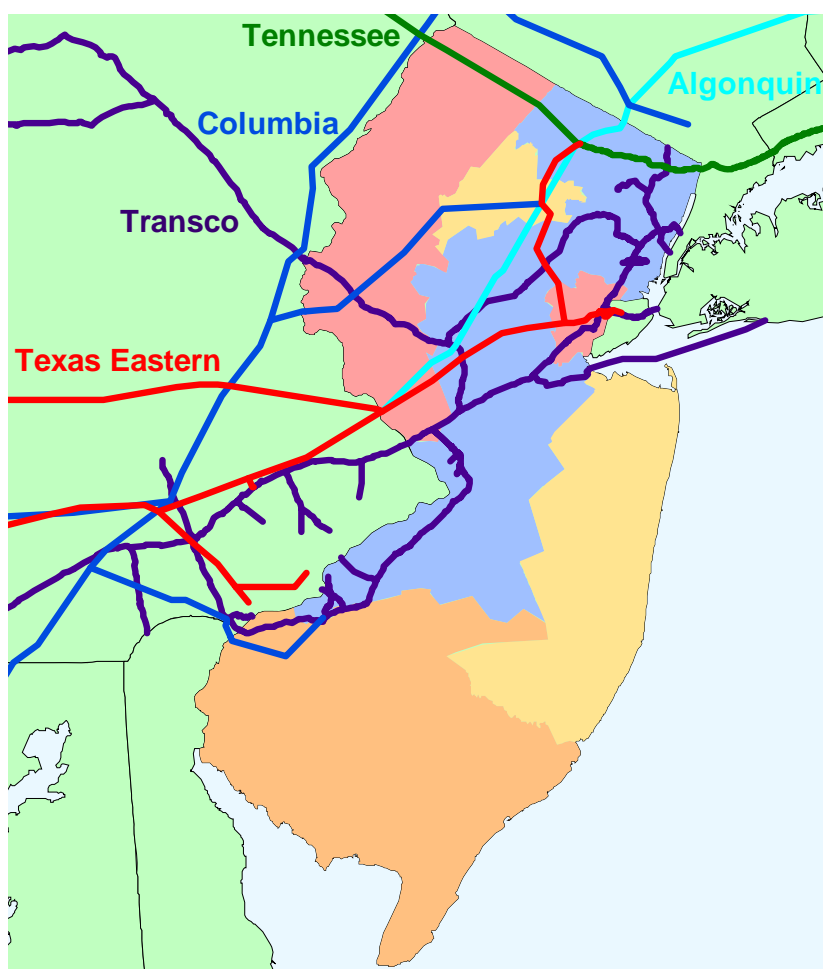 Tennessee
Algonquin
Columbia
Transco
Texas Eastern